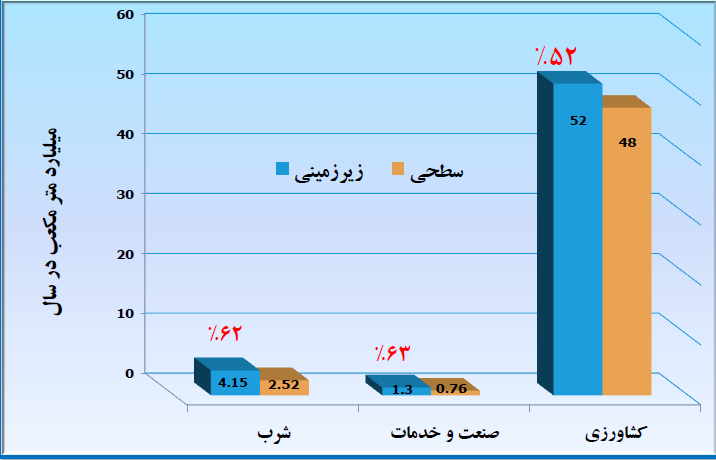 میلیارد متر مکعب در سال
60
50
40
30
20
10
0
زیرزمینی
سطحی
%۶۲
4.15
2.52
%۶۳
1.3
0.76
%۵۲
52
48
شرب
صنعت و خدمات
کشاورزی